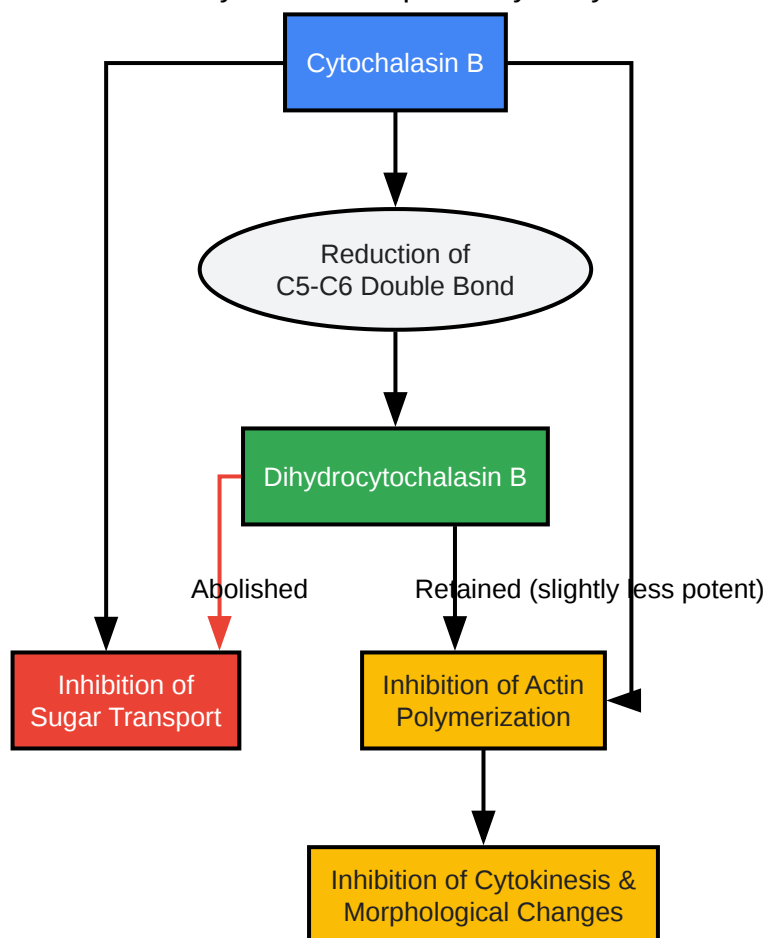 Cytochalasin B
Reduction of
C5-C6 Double Bond
Dihydrocytochalasin B
Abolished
Retained (slightly less potent)
Inhibition of
Sugar Transport
Inhibition of Actin
Polymerization
Inhibition of Cytokinesis &
Morphological Changes